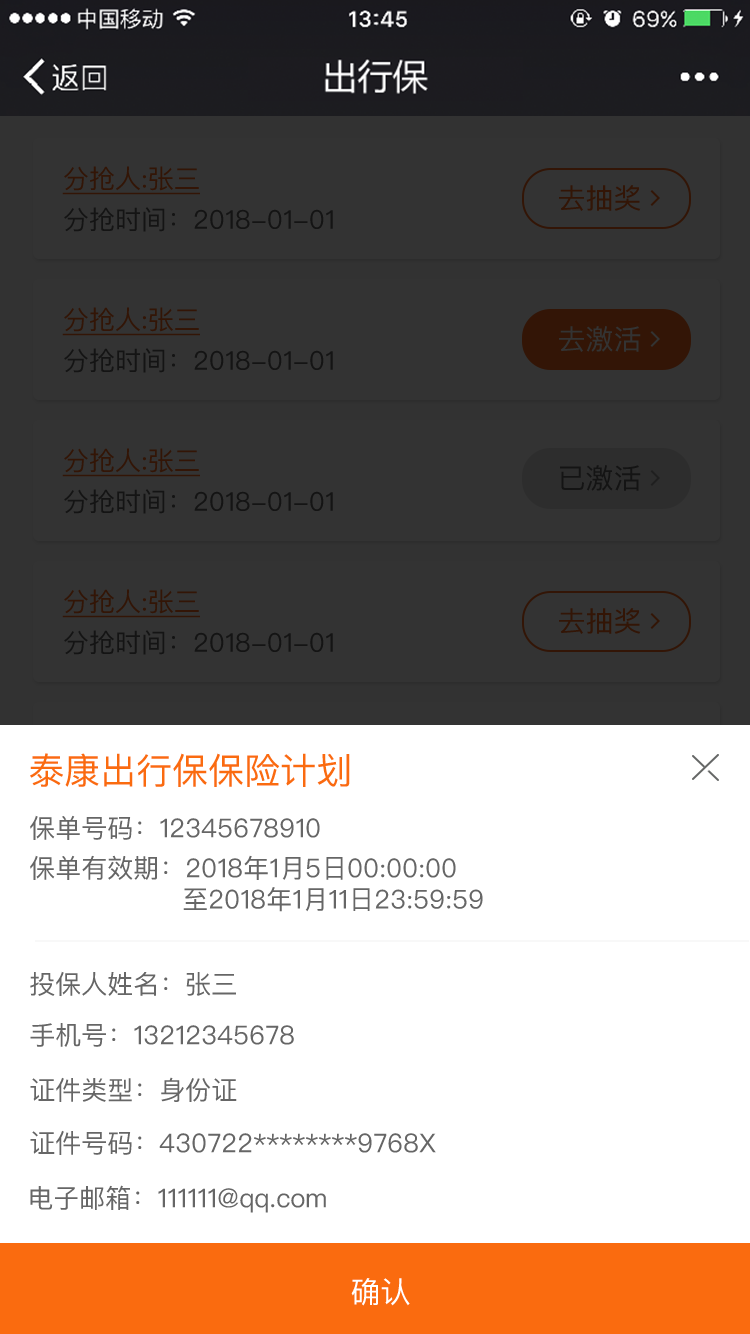 中国移动 13:45 69%
返回 出行保
分抢人:张三
分抢时间：2018-01-01
去抽奖
分抢人:张三
分抢时间：2018-01-01
去激活
分抢人:张三
分抢时间：2018-01-01
已激活
分抢人:张三
分抢时间：2018-01-01
去抽奖
泰康出行保保险计划
保单号码：12345678910
保单有效期：2018年1月5日00:00:00
至2018年1月11日23:59:59
投保人姓名：张三
手机号：13212345678
证件类型：身份证
证件号码：430722********9768X
电子邮箱：111111@qq.com
确认